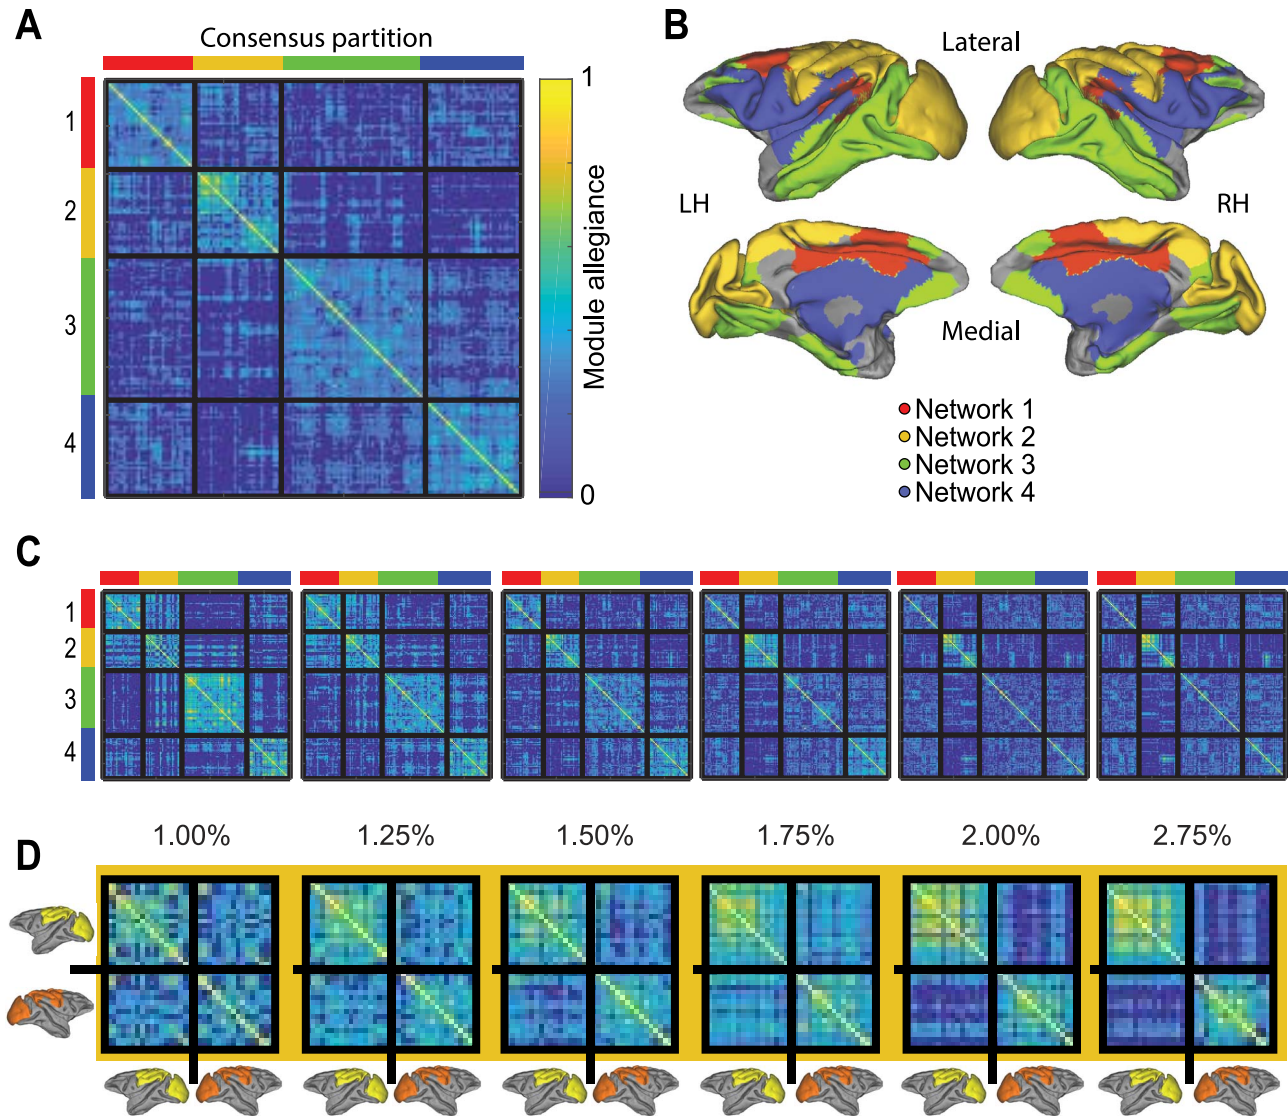 A
Consensus partition
1
2
3
4
1
Module allegiance
0
B
Lateral
LH
RH
Medial
Network 1
Network 2
Network 3
Network 4
C
1
2
3
4
1.00% 1.25% 1.50% 1.75% 2.00% 2.75%
D